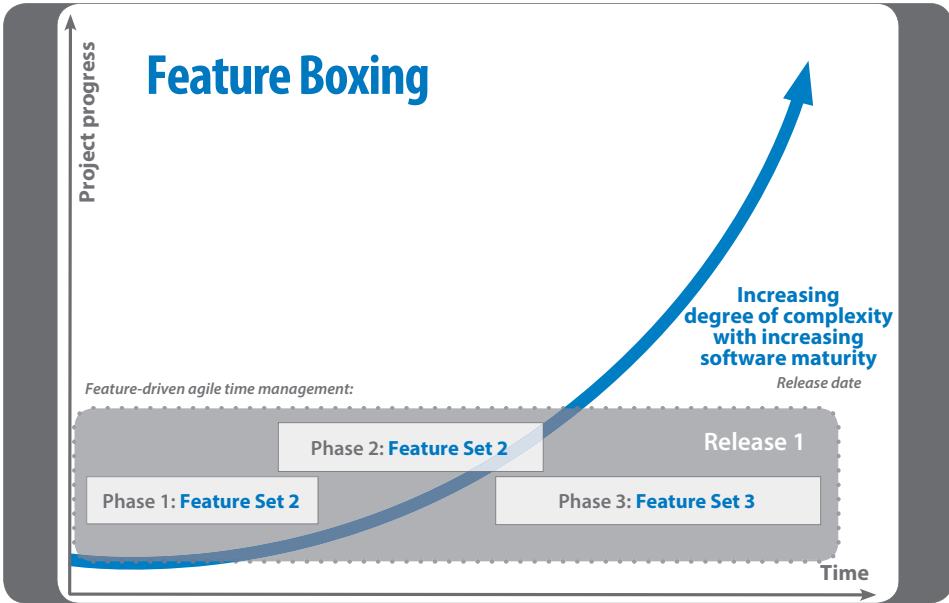 Project progress
Feature Boxing
Increasing
degree of complexity
with increasing
software maturity
Release date
Feature-driven agile time management:
Release 1
Phase 2: Feature Set 2
Phase 1: Feature Set 2
Phase 3: Feature Set 3
Time